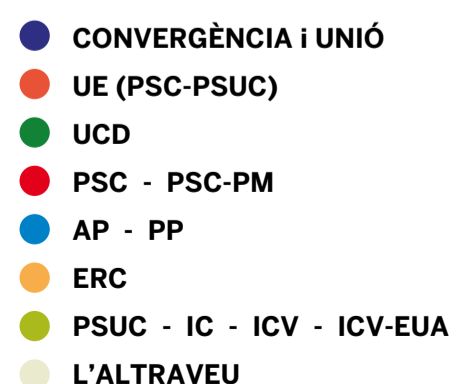 CONVERGÈNCIA i UNIÓ
UE (PSC-PSUC)
UCD
PSC - PSC-PM
AP - PP
ERC
PSUC - IC - ICV - ICV-EUA
L'ALTRAVEU